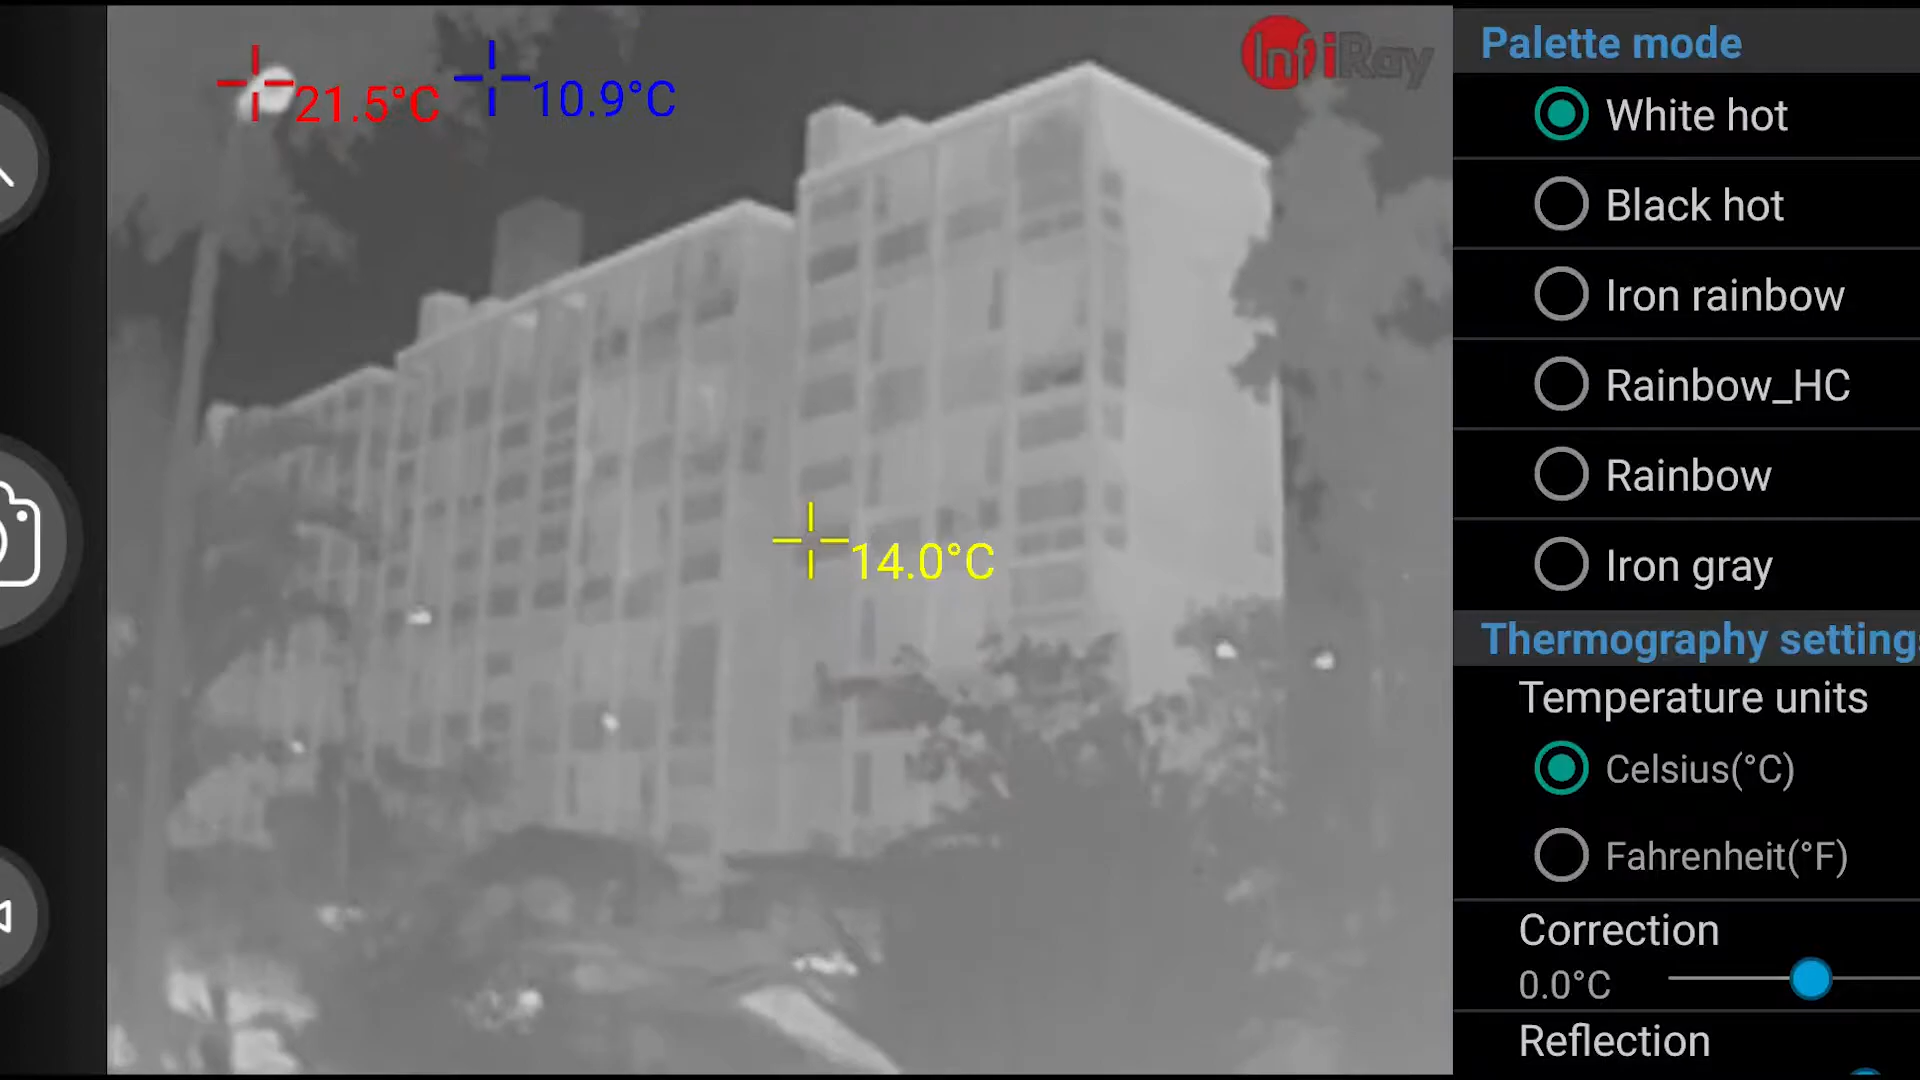 21.5°C
10.9°C
InfiRay
14.0°C
Palette mode
White hot
Black hot
Iron rainbow
Rainbow_HC
Rainbow
Iron gray
Thermography setting
Temperature units
Celsius(°C)
Fahrenheit(°F)
Correction
0.0°C
Reflection